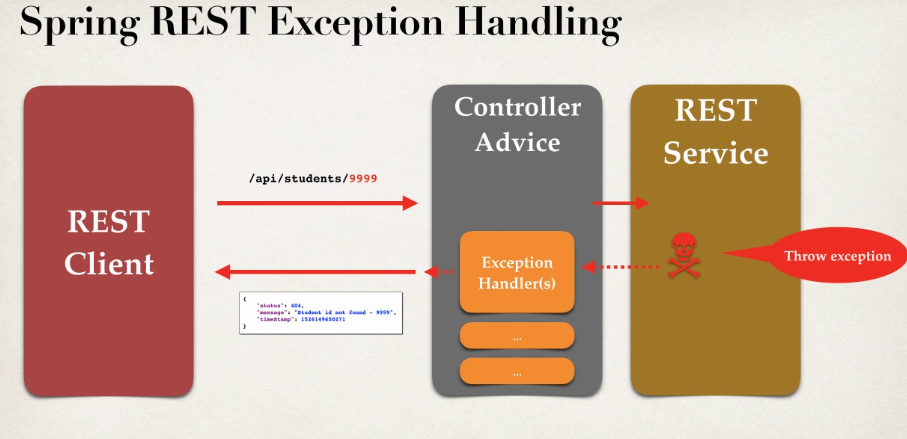 Spring REST Exception Handling
REST
Client
/api/students/9999
{
"status": 404,
"message": "Student id not found - 9999",
"timeStamp": 1526149650271
}
Controller
Advice
Exception
Handler(s)
...
...
REST
Service
Throw exception